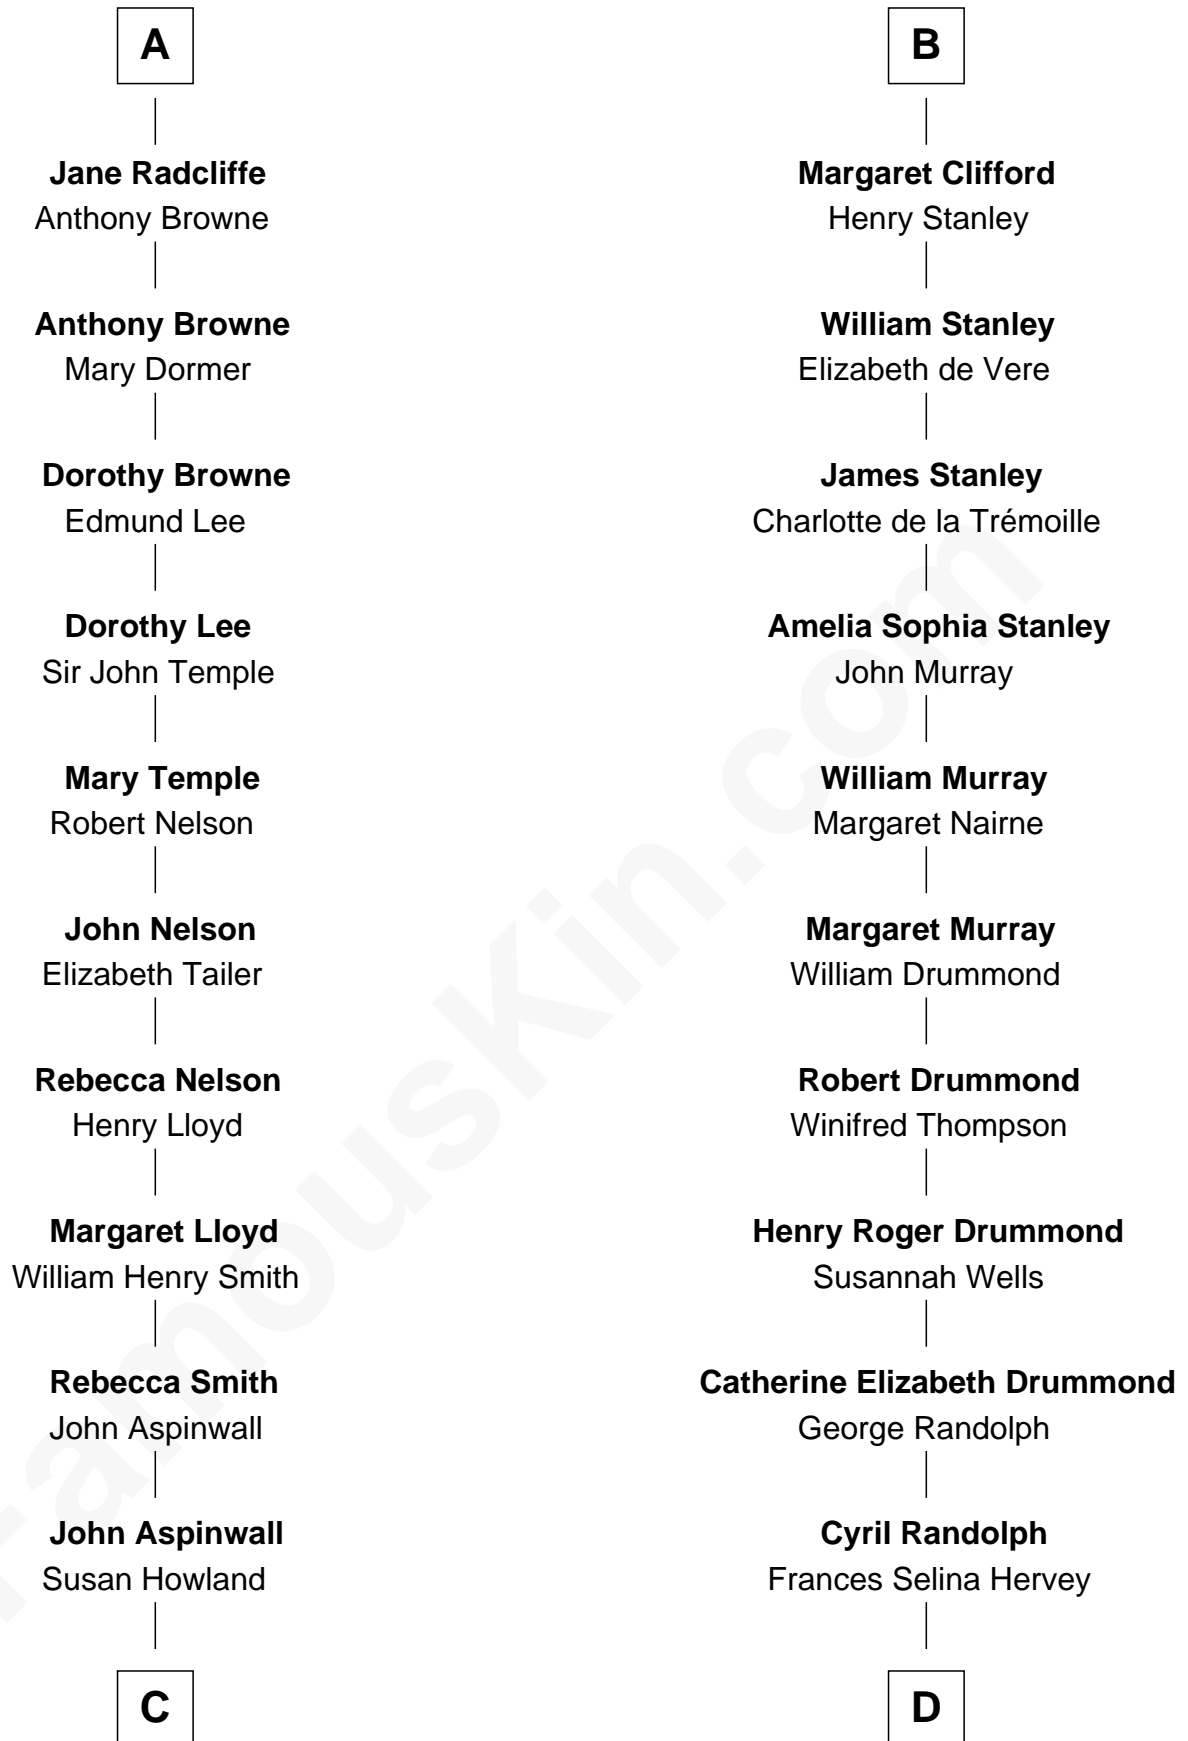 A
Jane Radcliffe
Anthony Browne
Anthony Browne
Mary Dormer
Dorothy Browne
Edmund Lee
Dorothy Lee
Sir John Temple
Mary Temple
Robert Nelson
John Nelson
Elizabeth Tailer
Rebecca Nelson
Henry Lloyd
Margaret Lloyd
William Henry Smith
Rebecca Smith
John Aspinwall
John Aspinwall
Susan Howland
C
B
Margaret Clifford
Henry Stanley
William Stanley
Elizabeth de Vere
James Stanley
Charlotte de la Trémoille
Amelia Sophia Stanley
John Murray
William Murray
Margaret Nairne
Margaret Murray
William Drummond
Robert Drummond
Winifred Thompson
Henry Roger Drummond
Susannah Wells
Catherine Elizabeth Drummond
George Randolph
Cyril Randolph
Frances Selina Hervey
D
FamousKin.com